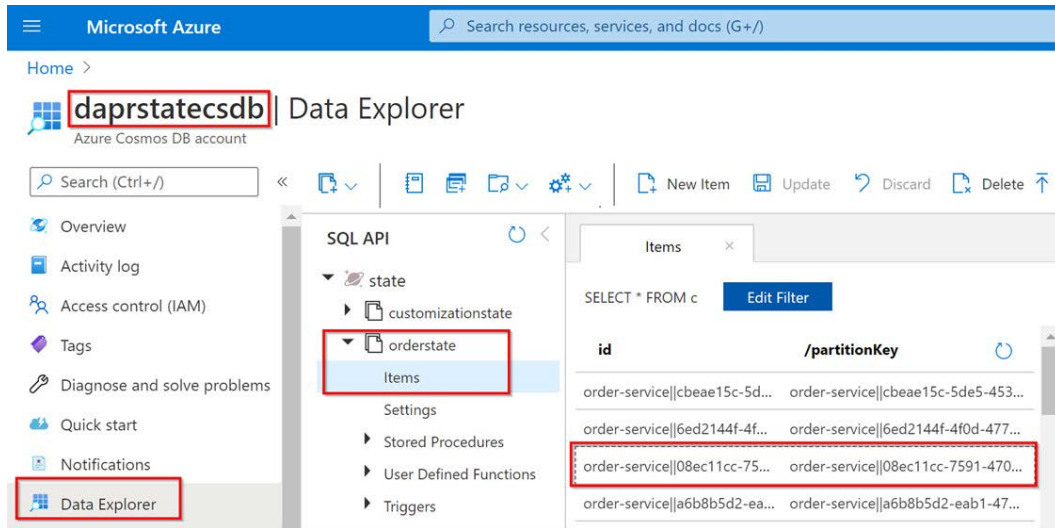 Microsoft Azure
Search resources, services, and docs (G+/)
Home >
daprstatecsdb | Data Explorer
Azure Cosmos DB account
Search (Ctrl+/)
«
New Item
Update
Discard
Delete
Overview
Activity log
Access control (IAM)
Tags
Diagnose and solve problems
Quick start
Notifications
Data Explorer
SQL API
state
customizationstate
orderstate
Items
Settings
Stored Procedures
User Defined Functions
Triggers
Items ×
SELECT * FROM c Edit Filter
id /partitionKey
order-service||cbeae15c-5d... order-service||cbeae15c-5de5-453...
order-service||6ed2144f-4f... order-service||6ed2144f-4f0d-477...
order-service||08ec11cc-75... order-service||08ec11cc-7591-470...
order-service||a6b8b5d2-ea... order-service||a6b8b5d2-eab1-47...